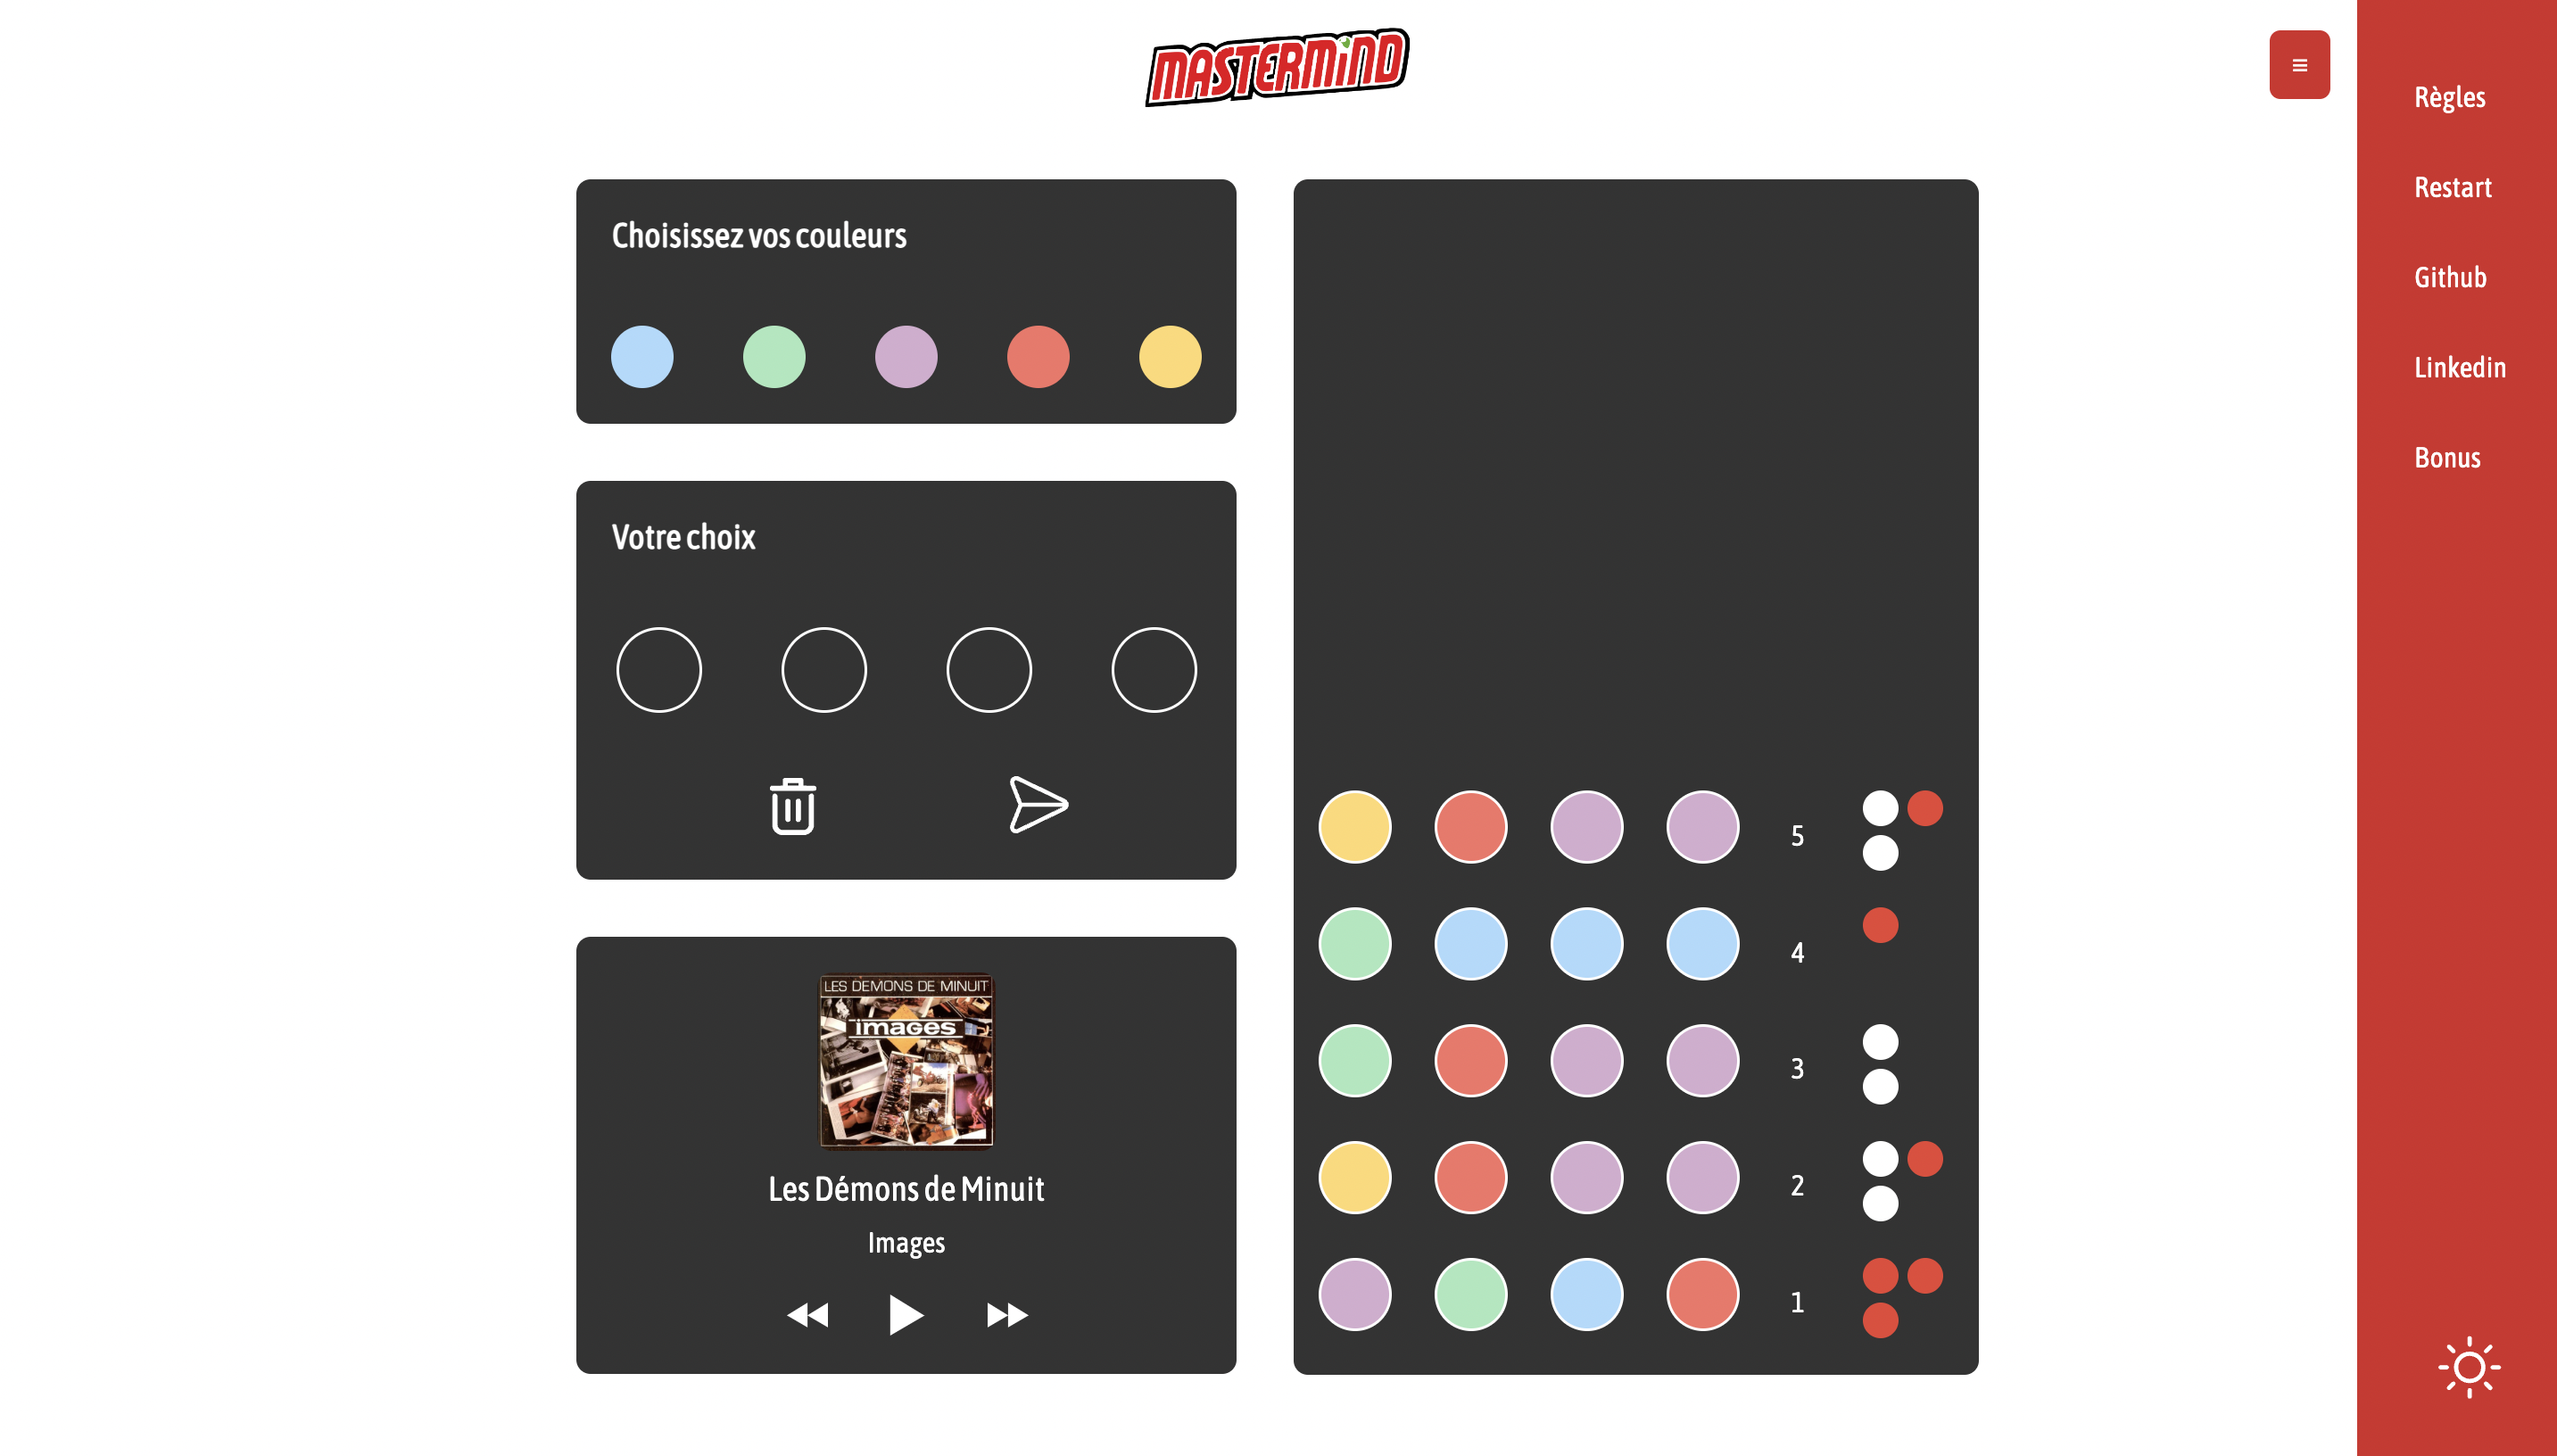 MASTERMIND
Choisissez vos couleurs
Votre choix
LES DEMONS DE MINUIT
images
Les Démons de Minuit
Images
5
4
3
2
1
Règles
Restart
Github
Linkedin
Bonus